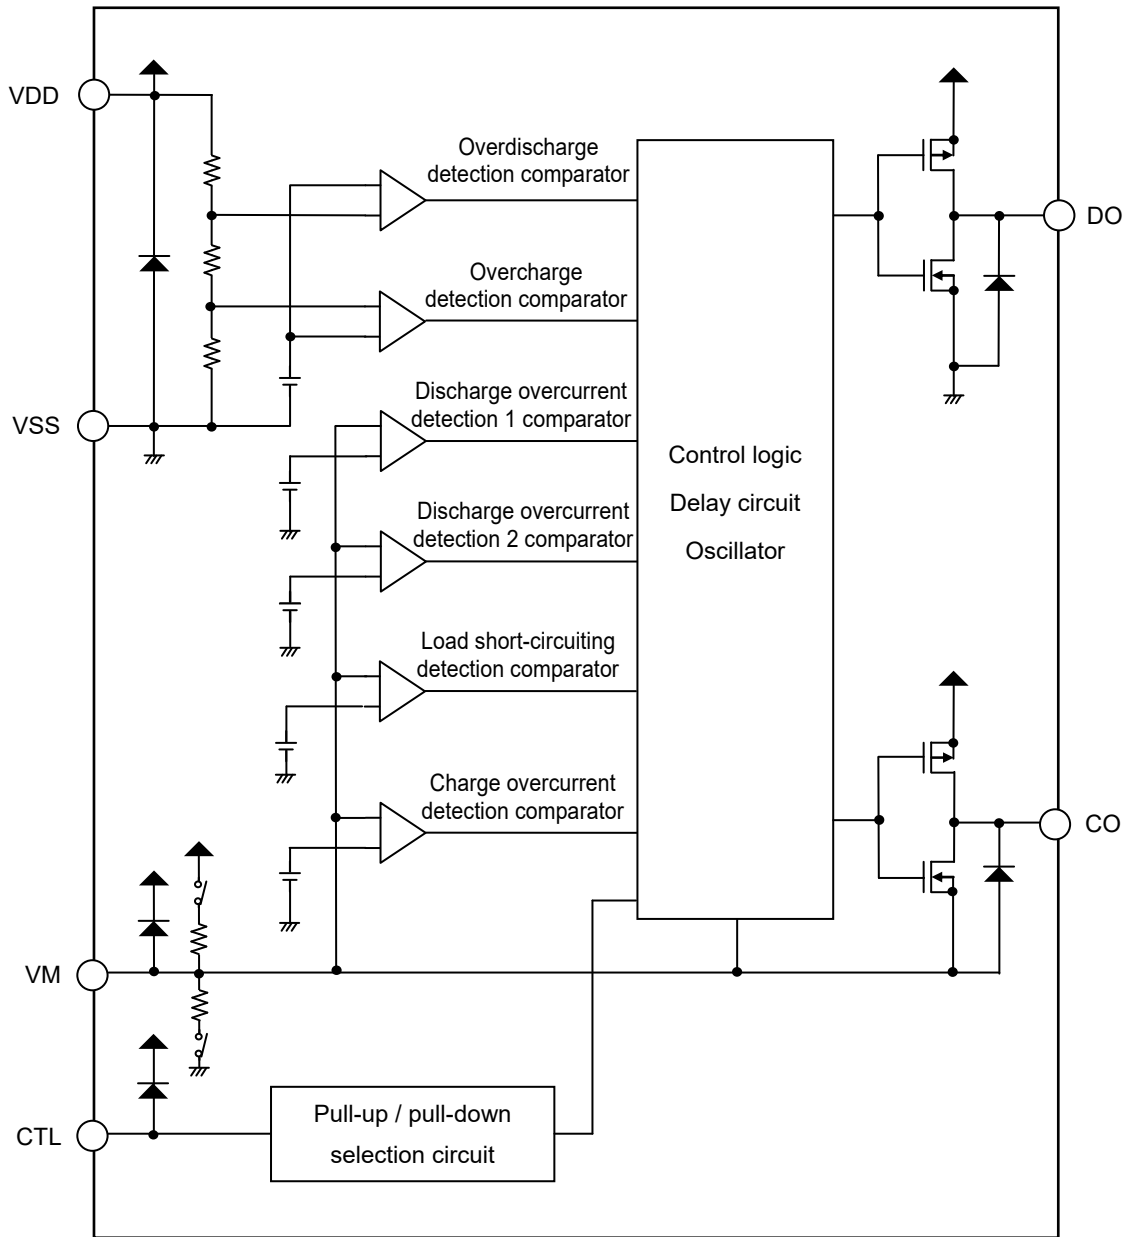 VDD
Overdischarge
detection comparator
DO
Overcharge
detection comparator
VSS
Discharge overcurrent
detection 1 comparator
Control logic
Delay circuit
Oscillator
Discharge overcurrent
detection 2 comparator
Load short-circuiting
detection comparator
Charge overcurrent
detection comparator
CO
VM
CTL
Pull-up / pull-down
selection circuit